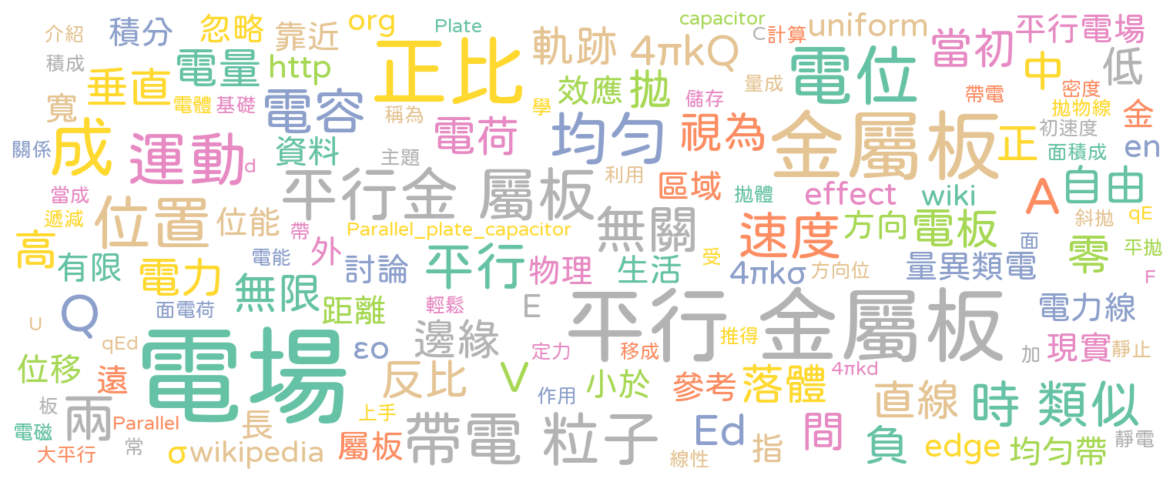 介紹 積分 忽略 靠近 org Plate 正比 軌跡 4πkQ capacitor C 計算 uniform 當初 平行電場
積成 垂直 電量 http 效應 拋 電位 中 低
寬 電體 基礎 電容 稱為 學 儲存 量成 帶電 密度 拋物線 金
關係 成 運動 d 資料 電荷 均勻 視為 金屬板 正 初速度 面積成 en
當成 主題 平行金 屬板 利用 區域 拋體 effect wiki A 自由
遞減 位置 位能 帶 Parallel_plate_capacitor 無關 速度 方向 電板 斜拋 qE
高 有限 電力 電能 外 討論 平行 物理 生活 受 4πkσ 方向位 量異類電 零 面 平拋
Q 面電荷 無限 距離 輕鬆 E 平行 金屬板 電力線 F
U qEd 電場 εo 邊緣 定力 移成 推得 加 現實 靜止
位移 遠 反比 V 作用 小於 參考 4πkd 落體 直線 時 類似
板 兩 Parallel 長 上手 帶電 粒子 Ed 指 間 負
電磁 大平行 常 σ wikipedia 屬板 線性 edge 均勻帶 靜電